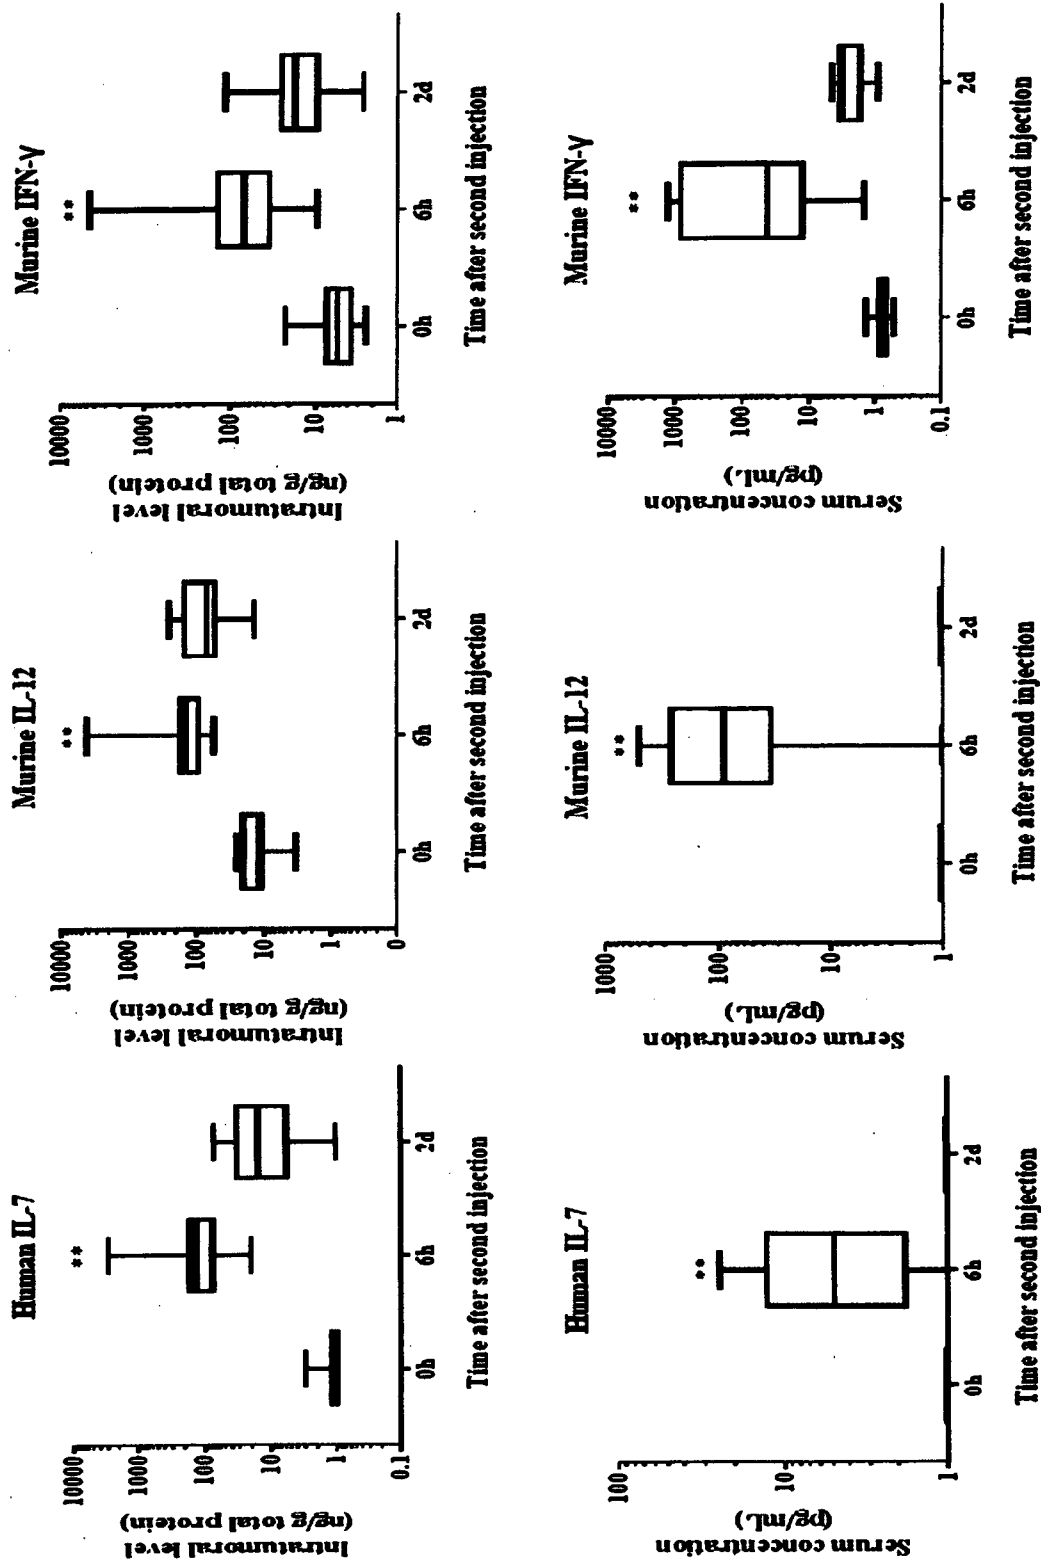 Human IL-7
Intratumoral level
(ng/g total protein)
10000
1000
100
10
1
0.1
**
0h
6h
2d
Time after second injection
Murine IL-12
Intratumoral level
(ng/g total protein)
10000
1000
100
10
1
0
**
0h
6h
2d
Time after second injection
Murine IFN-γ
Intratumoral level
(ng/g total protein)
10000
1000
100
10
1
**
0h
6h
2d
Time after second injection
Human IL-7
Serum concentration
(pg/mL)
100
10
1
**
0h
6h
2d
Time after second injection
Murine IL-12
Serum concentration
(pg/mL)
1000
100
10
1
**
0h
6h
2d
Time after second injection
Murine IFN-γ
Serum concentration
(pg/mL)
10000
1000
100
10
1
0.1
**
0h
6h
2d
Time after second injection